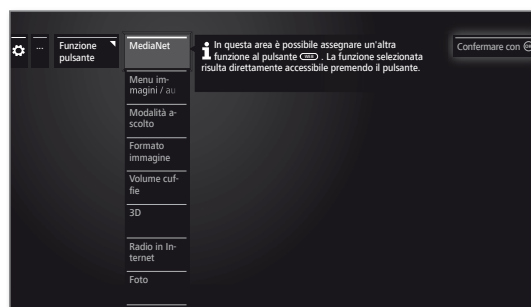 ...
Funzione
pulsante
MediaNet
Menu im-
magini / au
Modalità a-
scolto
Formato
immagine
Volume cuf-
fie
3D
Radio in In-
ternet
Foto
In questa area è possibile assegnare un'altra
funzione al pulsante . La funzione selezionata
risulta direttamente accessibile premendo il pulsante.
Confermare con